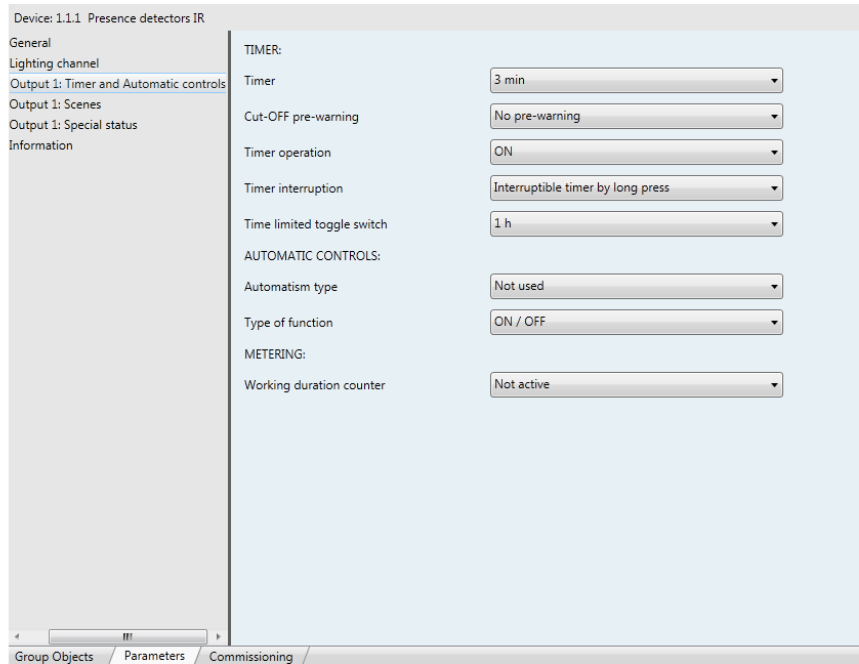 Device: 1.1.1 Presence detectors IR
General
Lighting channel
Output 1: Timer and Automatic controls
Output 1: Scenes
Output 1: Special status
Information
TIMER:
Timer 3 min
Cut-OFF pre-warning No pre-warning
Timer operation ON
Timer interruption Interruptible timer by long press
Time limited toggle switch 1 h
AUTOMATIC CONTROLS:
Automatism type Not used
Type of function ON / OFF
METERING:
Working duration counter Not active
Group Objects Parameters Commissioning